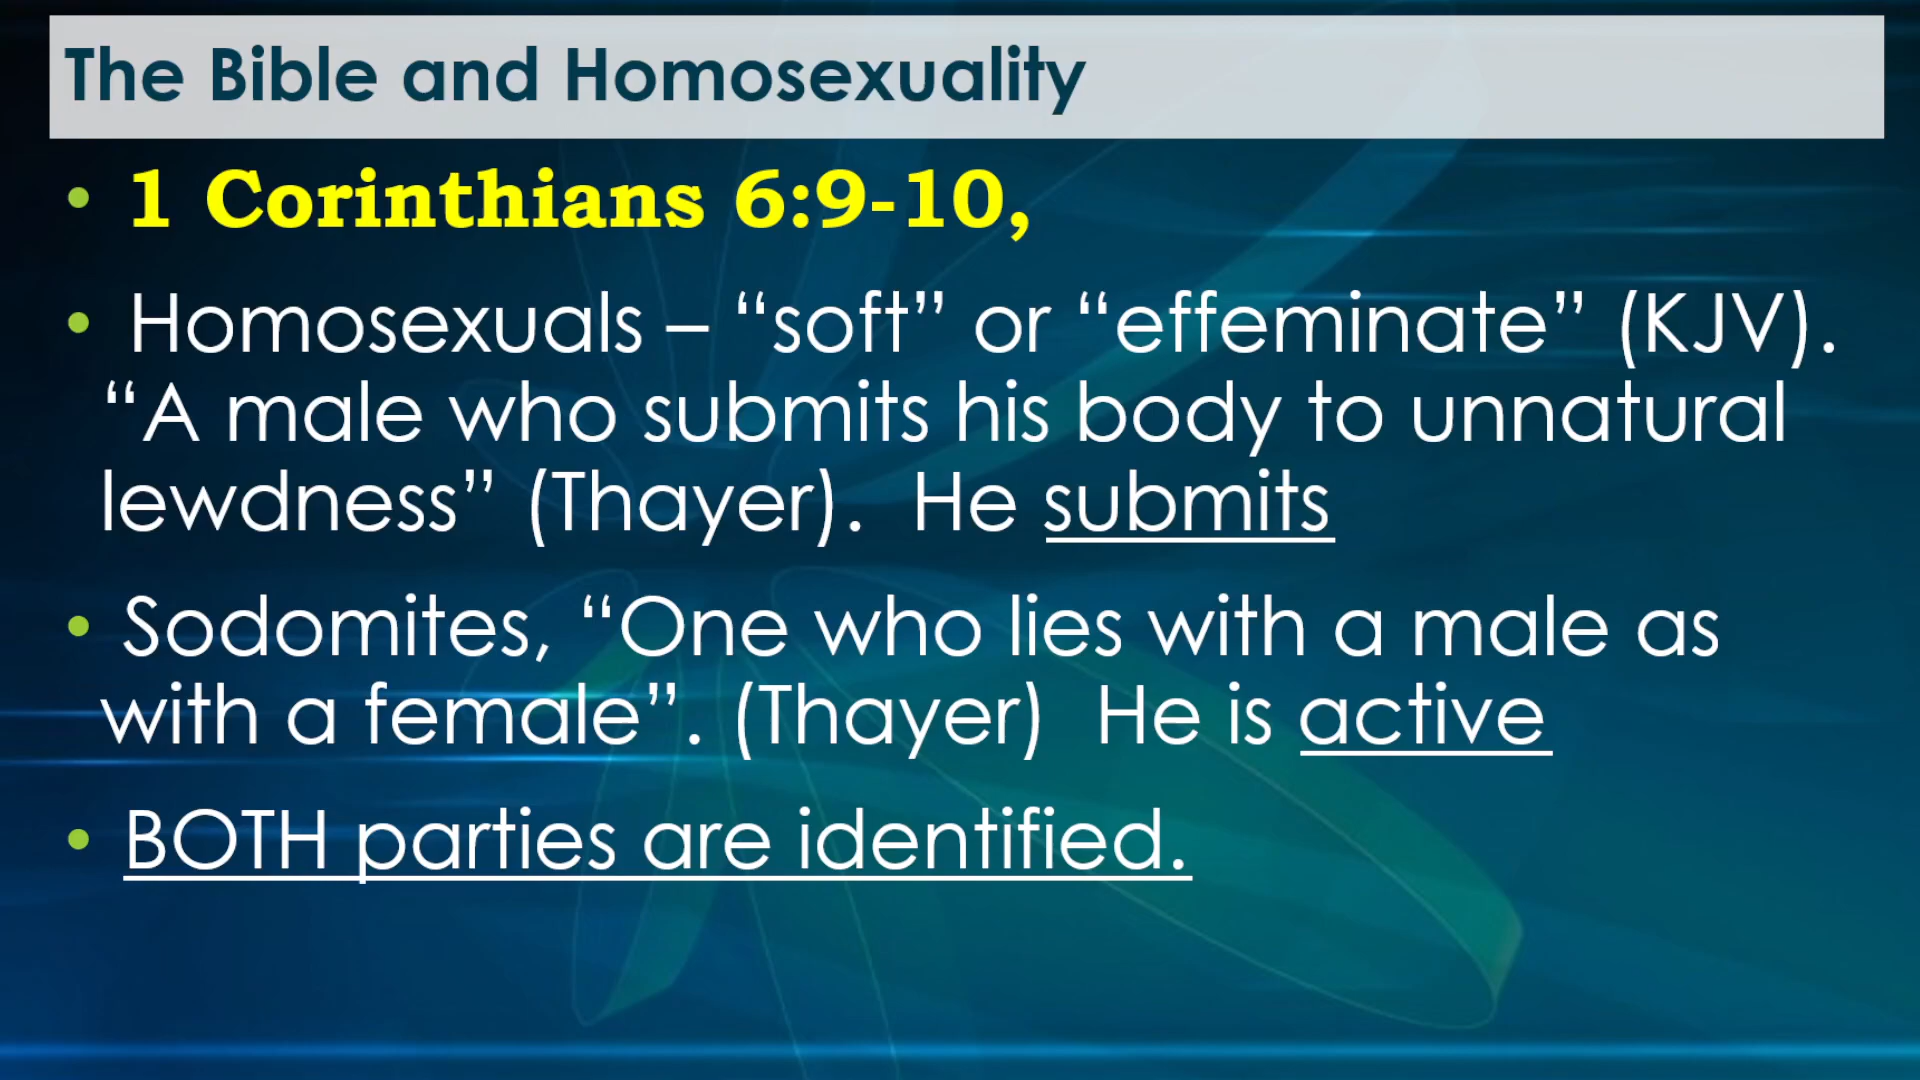 The Bible and Homosexuality
• 1 Corinthians 6:9-10,
• Homosexuals – “soft” or “effeminate” (KJV).
“A male who submits his body to unnatural
lewdness” (Thayer). He submits
• Sodomites, “One who lies with a male as
with a female”. (Thayer) He is active
• BOTH parties are identified.